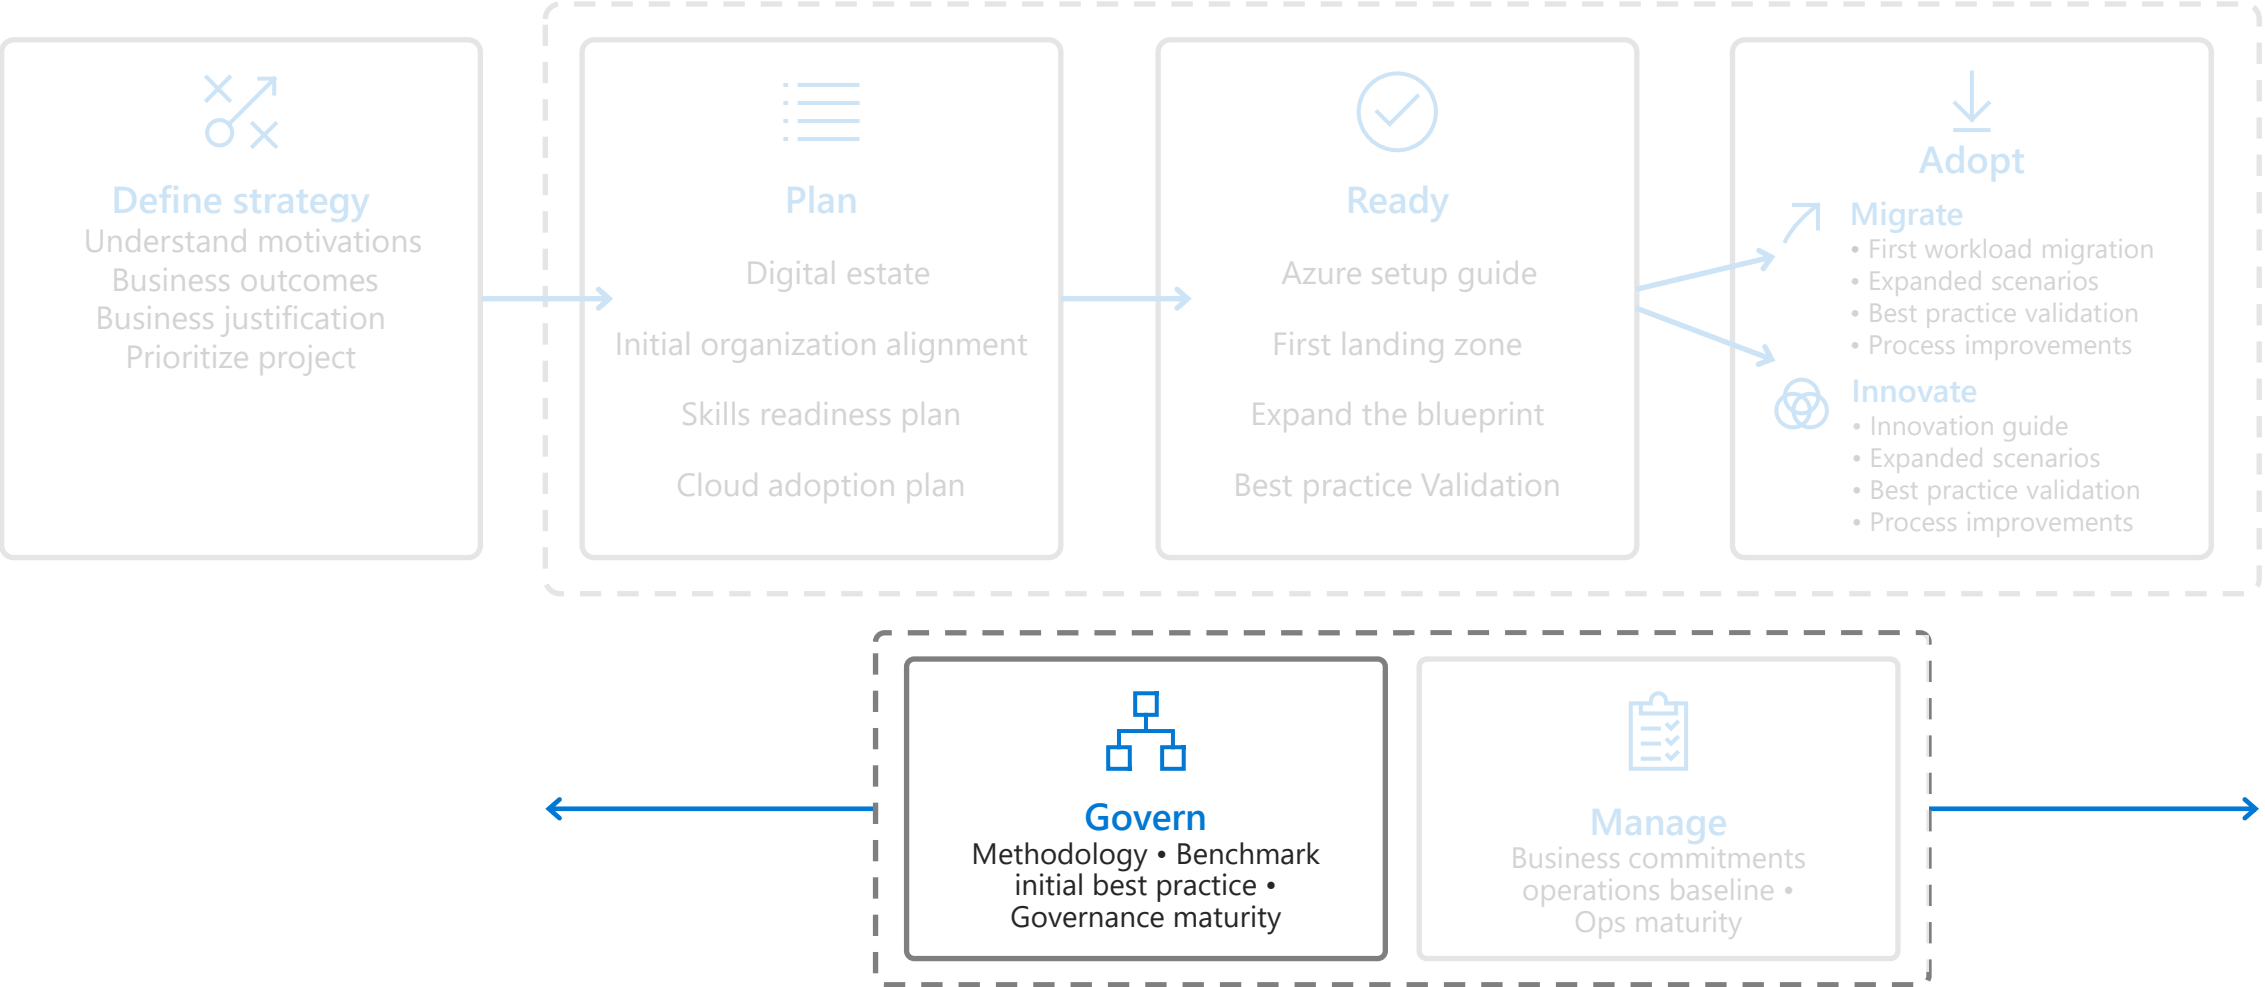 Define strategy
Understand motivations
Business outcomes
Business justification
Prioritize project
Plan
Digital estate
Initial organization alignment
Skills readiness plan
Cloud adoption plan
Ready
Azure setup guide
First landing zone
Expand the blueprint
Best practice Validation
Adopt
Migrate
• First workload migration
• Expanded scenarios
• Best practice validation
• Process improvements
Innovate
• Innovation guide
• Expanded scenarios
• Best practice validation
• Process improvements
Govern
Methodology • Benchmark
initial best practice •
Governance maturity
Manage
Business commitments
operations baseline •
Ops maturity